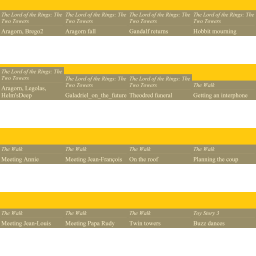 The Lord of the Rings: The Two Towers
Aragorn, Brego2
The Lord of the Rings: The Two Towers
Aragorn fall
The Lord of the Rings: The Two Towers
Gandalf returns
The Lord of the Rings: The Two Towers
Hobbit mourning
The Lord of the Rings: The Two Towers
Aragorn, Legolas, Helm'sDeep
The Lord of the Rings: The Two Towers
Galadriel_on_the_future
The Lord of the Rings: The Two Towers
Theodred funeral
The Walk
Getting an interphone
The Walk
Meeting Annie
The Walk
Meeting Jean-François
The Walk
On the roof
The Walk
Planning the coup
The Walk
Meeting Jean-Louis
The Walk
Meeting Papa Rudy
The Walk
Twin towers
Toy Story 3
Buzz dances